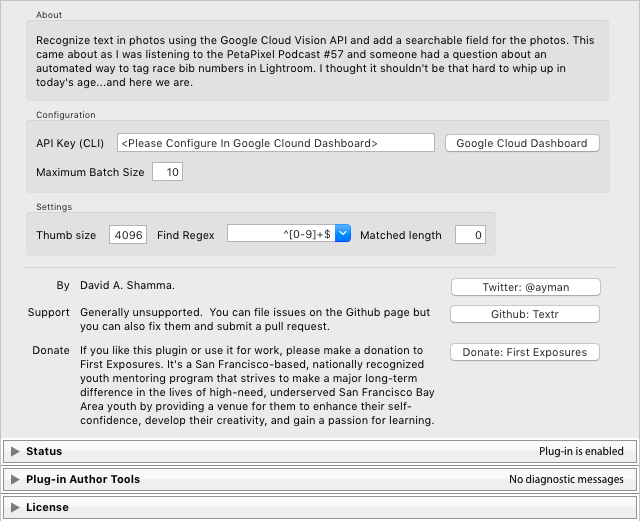 About
Recognize text in photos using the Google Cloud Vision API and add a searchable field for the photos. This
came about as I was listening to the PetaPixel Podcast #57 and someone had a question about an
automated way to tag race bib numbers in Lightroom. I thought it shouldn't be that hard to whip up in
today's age...and here we are.
Configuration
API Key (CLI) <Please Configure In Google Clound Dashboard> Google Cloud Dashboard
Maximum Batch Size 10
Settings
Thumb size 4096 Find Regex ^[0-9]+$ Matched length 0
By David A. Shamma. Twitter: @ayman
Support Generally unsupported. You can file issues on the Github page but Github: Textr
you can also fix them and submit a pull request.
Donate If you like this plugin or use it for work, please make a donation to Donate: First Exposures
First Exposures. It's a San Francisco-based, nationally recognized
youth mentoring program that strives to make a major long-term
difference in the lives of high-need, underserved San Francisco Bay
Area youth by providing a venue for them to enhance their self-
confidence, develop their creativity, and gain a passion for learning.
Status Plug-in is enabled
Plug-in Author Tools No diagnostic messages
License